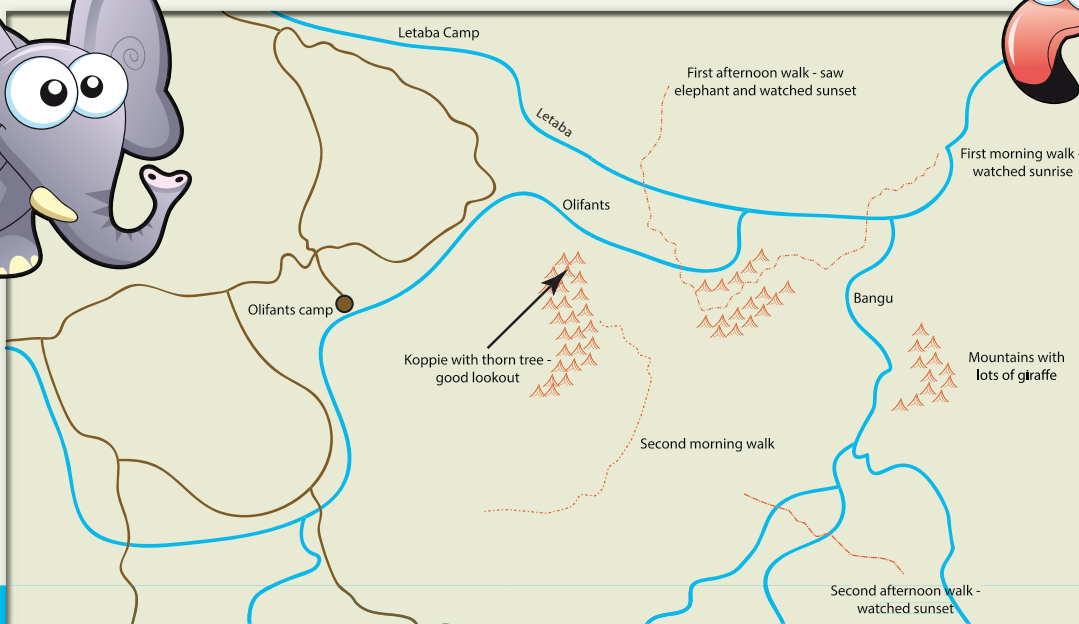 Letaba Camp
First afternoon walk - saw
elephant and watched sunset
Letaba
First morning walk -
watched sunrise
Olifants
Bangu
Olifants camp
Koppie with thorn tree -
good lookout
Mountains with
lots of giraffe
Second morning walk
Second afternoon walk -
watched sunset